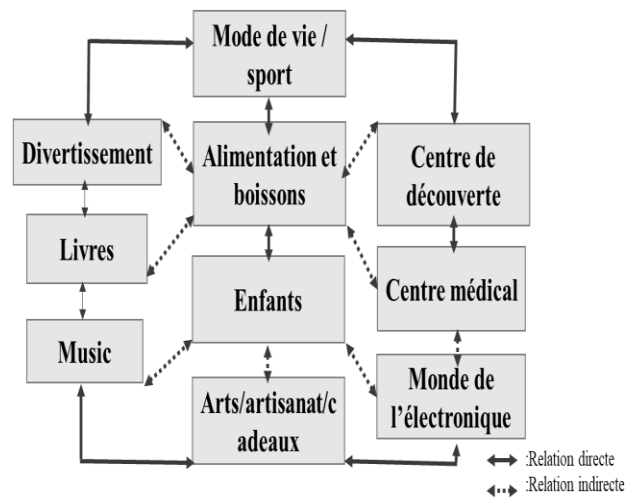 Mode de vie /
sport
Divertissement
Alimentation et
boissons
Centre de
découverte
Livres
Enfants
Centre médical
Music
Arts/artisanat/c
adeaux
Monde de
l’électronique
:Relation directe
:Relation indirecte